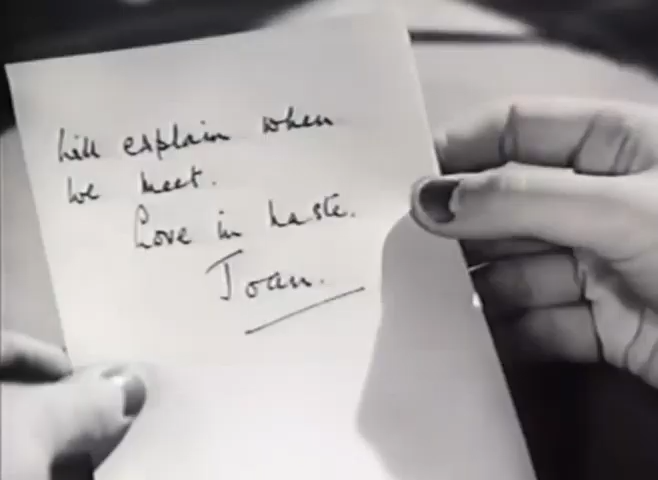 Will explain when
we meet.
Love in haste.
Joan.